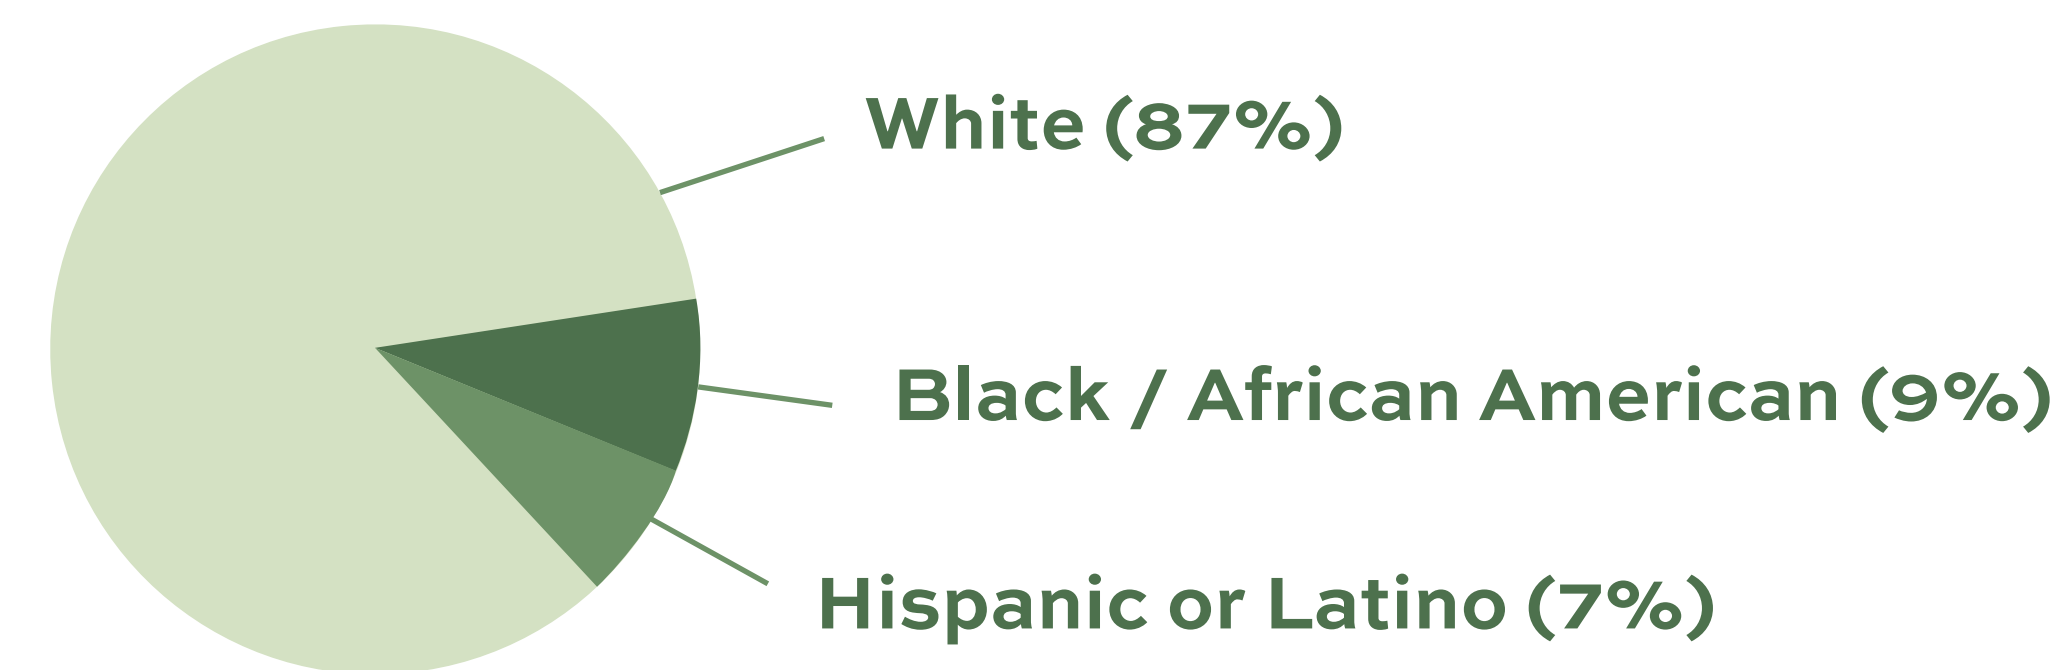 White (87%)
Black / African American (9%)
Hispanic or Latino (7%)